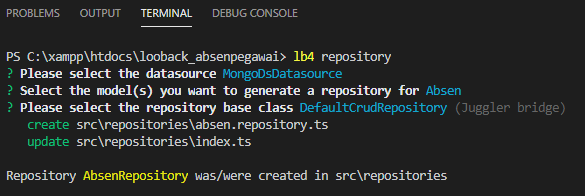 PROBLEMS OUTPUT TERMINAL DEBUG CONSOLE
PS C:\xampp\htdocs\looback_absenpegawai> lb4 repository
? Please select the datasource MongoDsDatasource
? Select the model(s) you want to generate a repository for Absen
? Please select the repository base class DefaultCrudRepository (Juggler bridge)
create src\repositories\absen.repository.ts
update src\repositories\index.ts
Repository AbsenRepository was/were created in src\repositories